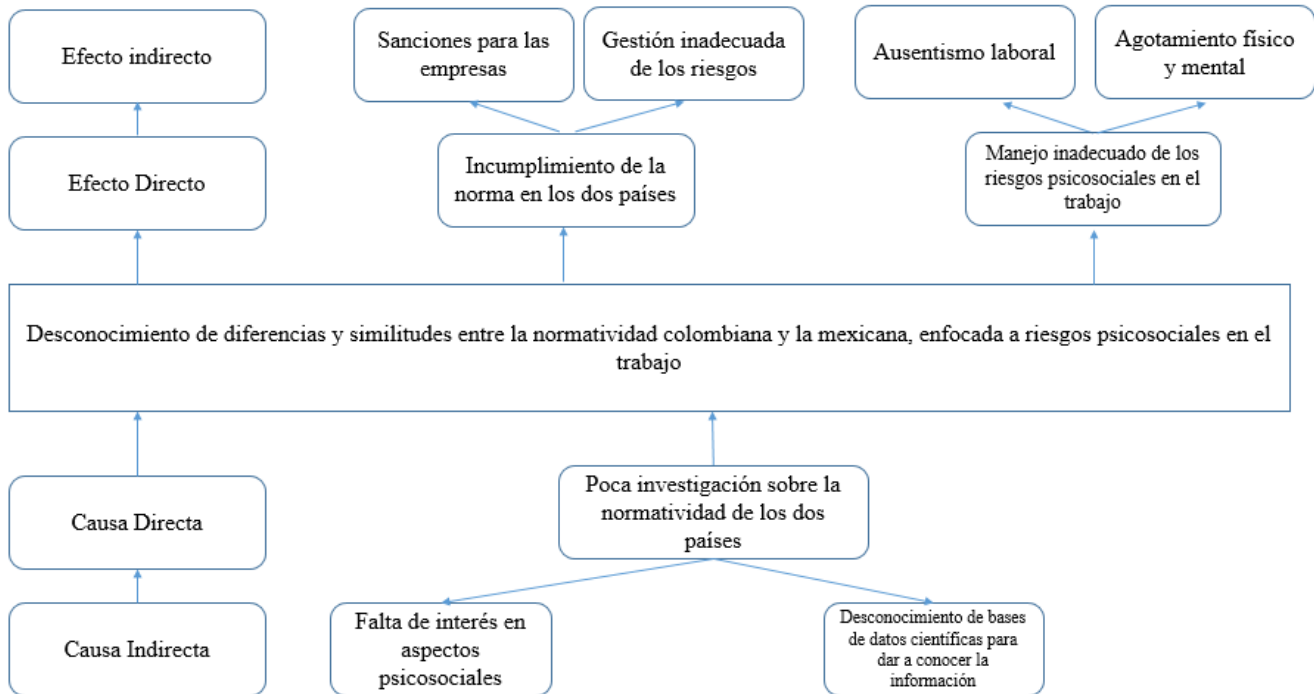 Efecto indirecto
Sanciones para las
empresas
Gestión inadecuada
de los riesgos
Ausentismo laboral
Agotamiento físico
y mental
Efecto Directo
Incumplimiento de la
norma en los dos países
Manejo inadecuado de los
riesgos psicosociales en el
trabajo
Desconocimiento de diferencias y similitudes entre la normatividad colombiana y la mexicana, enfocada a riesgos psicosociales en el
trabajo
Causa Directa
Poca investigación sobre la
normatividad de los dos
países
Causa Indirecta
Falta de interés en
aspectos
psicosociales
Desconocimiento de bases
de datos científicas para
dar a conocer la
información